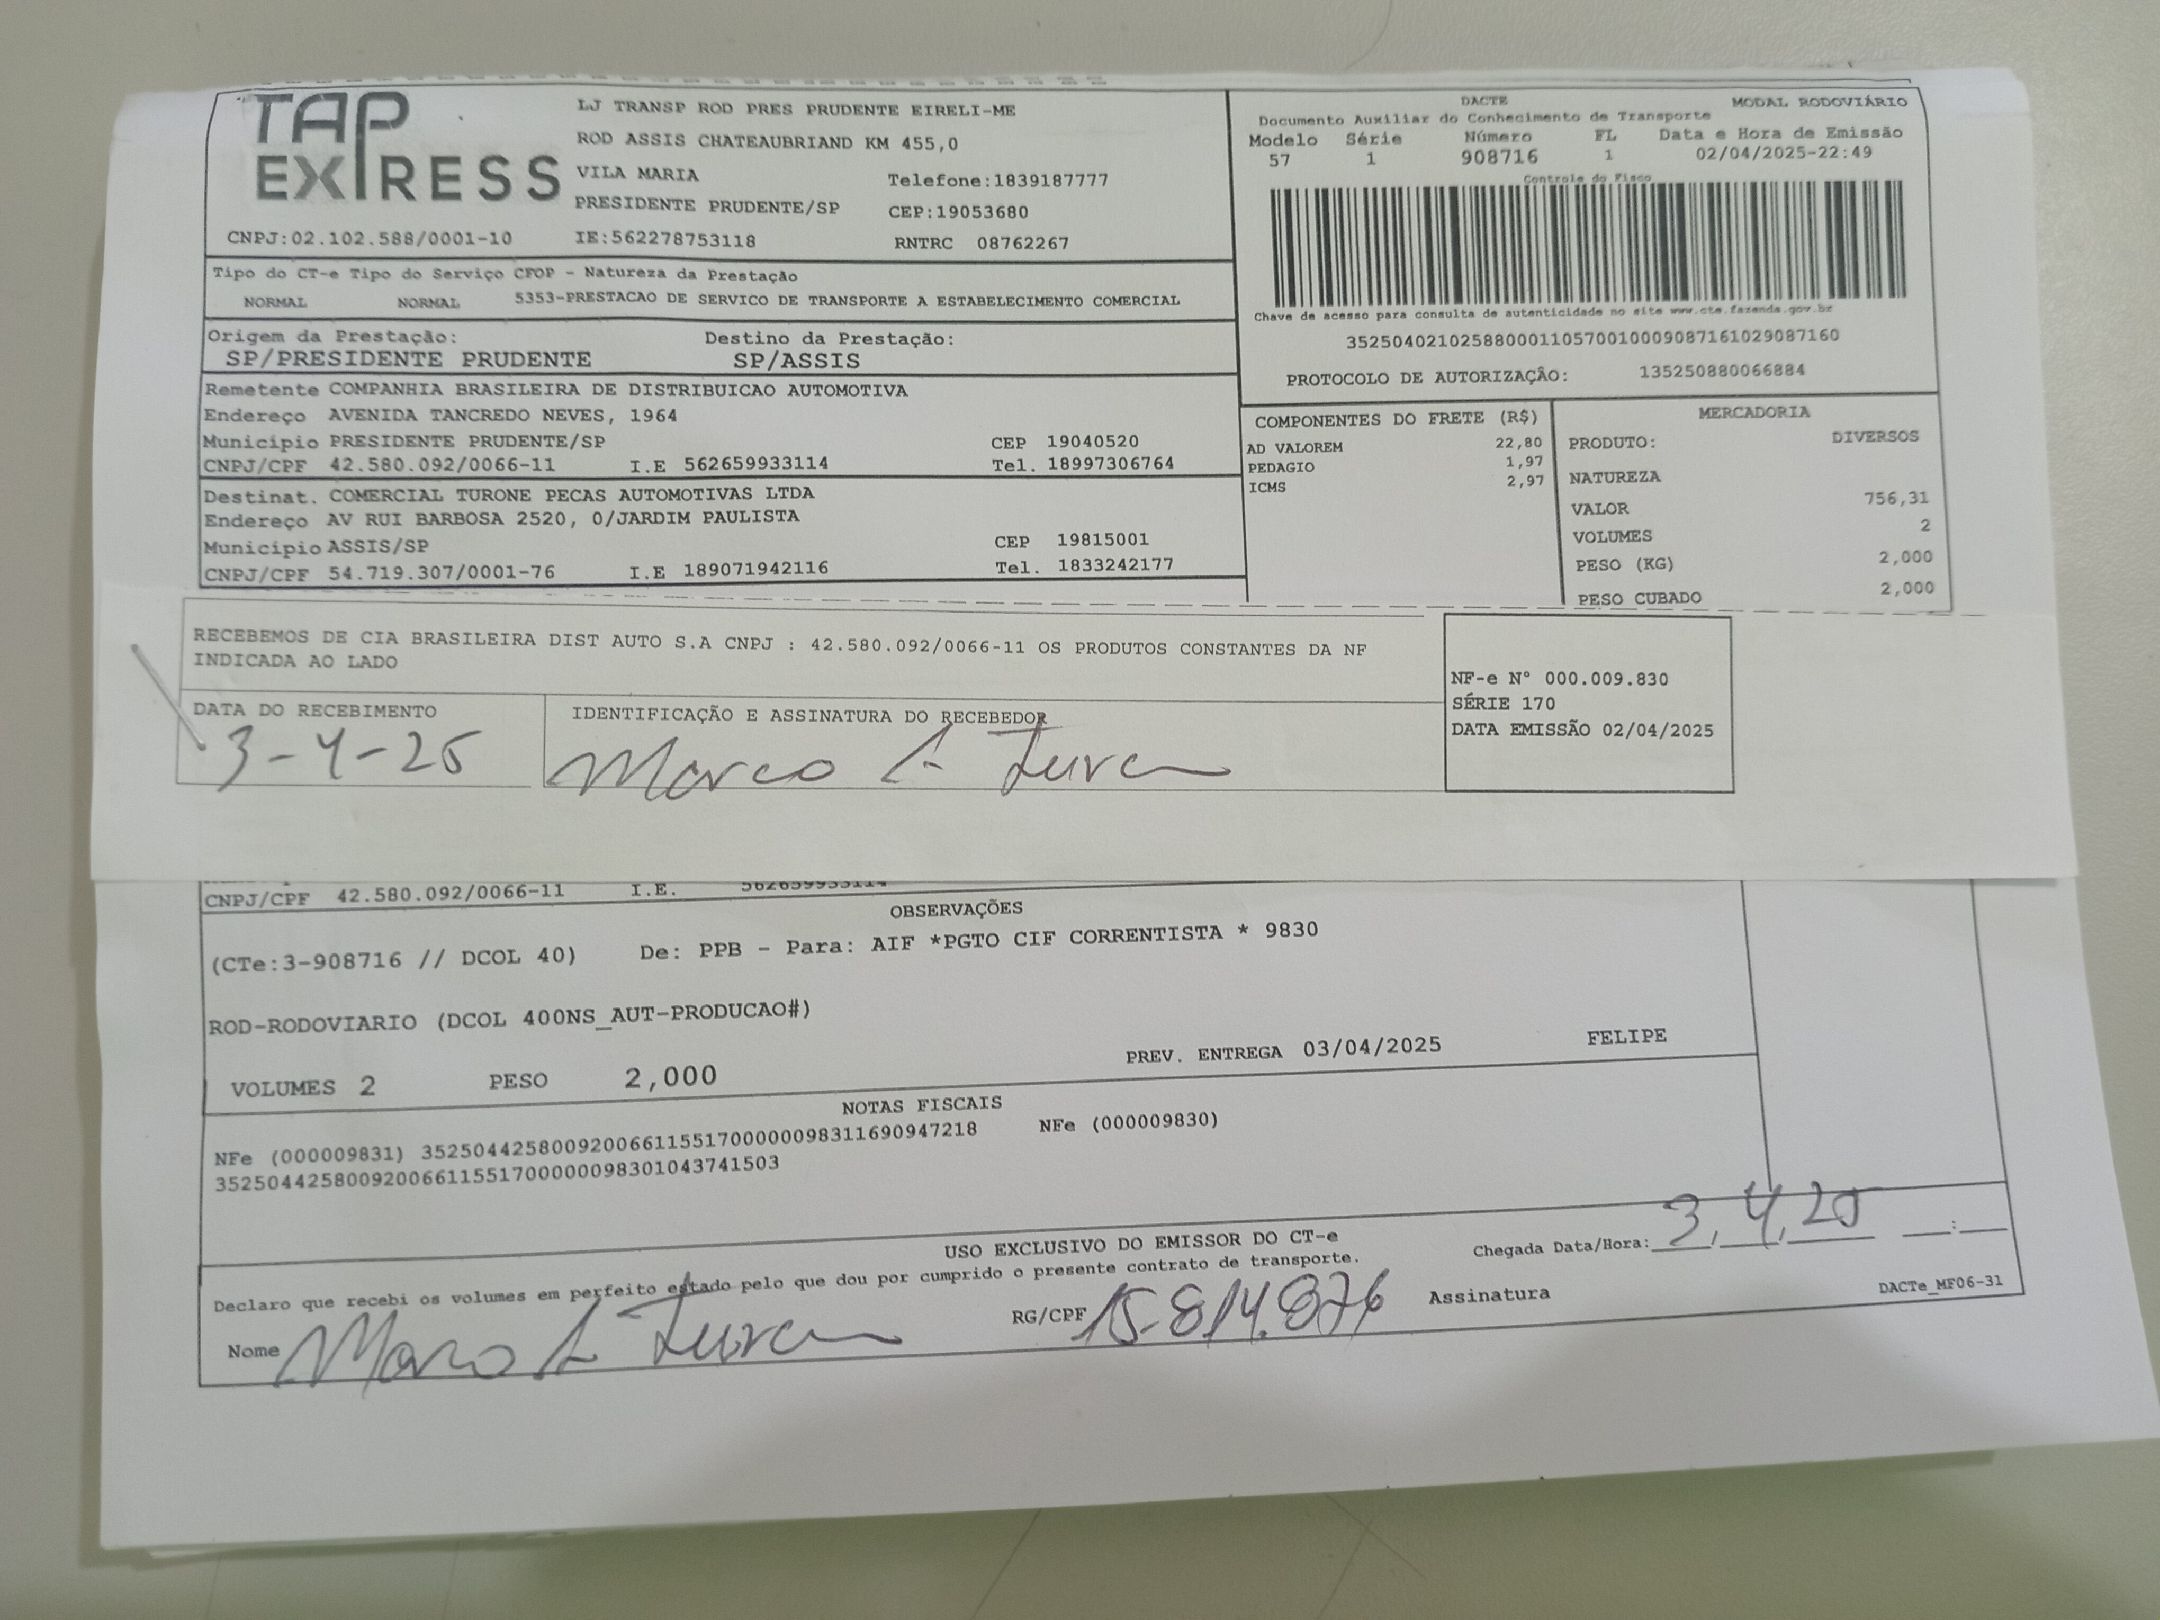 TAP EXPRESS
LJ TRANSP ROD PRES PRUDENTE EIRELI-ME
ROD ASSIS CHATEAUBRIAND KM 455,0
VILA MARIA Telefone:1839187777
PRESIDENTE PRUDENTE/SP CEP:19053680
CNPJ:02.102.588/0001-10 IE:562278753118 RNTRC 08762267
DACTE MODAL RODOVIÁRIO
Documento Auxiliar do Conhecimento de Transporte
Modelo Série Número FL Data e Hora de Emissão
57 1 908716 1 02/04/2025-22:49
Controle do Fisco
Chave de acesso para consulta de autenticidade no site www.cte.fazenda.gov.br
35250402102588000110570010009087161029087160
PROTOCOLO DE AUTORIZAÇÃO: 135250880066884
Tipo do CT-e Tipo do Serviço CFOP - Natureza da Prestação
NORMAL NORMAL 5353-PRESTACAO DE SERVICO DE TRANSPORTE A ESTABELECIMENTO COMERCIAL
Origem da Prestação: Destino da Prestação:
SP/PRESIDENTE PRUDENTE SP/ASSIS
Remetente COMPANHIA BRASILEIRA DE DISTRIBUICAO AUTOMOTIVA
Endereço AVENIDA TANCREDO NEVES, 1964
Município PRESIDENTE PRUDENTE/SP CEP 19040520
CNPJ/CPF 42.580.092/0066-11 I.E 562659933114 Tel. 18997306764
Destinat. COMERCIAL TURONE PECAS AUTOMOTIVAS LTDA
Endereço AV RUI BARBOSA 2520, 0/JARDIM PAULISTA
Município ASSIS/SP CEP 19815001
CNPJ/CPF 54.719.307/0001-76 I.E 189071942116 Tel. 1833242177
COMPONENTES DO FRETE (R$)
AD VALOREM 22,80
PEDAGIO 1,97
ICMS 2,97
MERCADORIA
PRODUTO: DIVERSOS
NATUREZA
VALOR 756,31
VOLUMES 2
PESO (KG) 2,000
PESO CUBADO 2,000
RECEBEMOS DE CIA BRASILEIRA DIST AUTO S.A CNPJ : 42.580.092/0066-11 OS PRODUTOS CONSTANTES DA NF
INDICADA AO LADO
DATA DO RECEBIMENTO IDENTIFICAÇÃO E ASSINATURA DO RECEBEDOR
3-4-25 Marco A.
NF-e N° 000.009.830
SÉRIE 170
DATA EMISSÃO 02/04/2025
CNPJ/CPF 42.580.092/0066-11 I.E. 562659933114
OBSERVAÇÕES
(CTe:3-908716 // DCOL 40) De: PPB - Para: AIF *PGTO CIF CORRENTISTA * 9830
ROD-RODOVIARIO (DCOL 400NS_AUT-PRODUCAO#)
VOLUMES 2 PESO 2,000 PREV. ENTREGA 03/04/2025 FELIPE
NOTAS FISCAIS
NFe (000009831) 35250442580092006611551700000098311690947218 NFe (000009830)
35250442580092006611551700000098301043741503
USO EXCLUSIVO DO EMISSOR DO CT-e
Chegada Data/Hora: 3, 4, 25 __:__
Declaro que recebi os volumes em perfeito estado pelo que dou por cumprido o presente contrato de transporte.
Nome Marco A. RG/CPF 15.814.876 Assinatura
DACTe_MF06-31